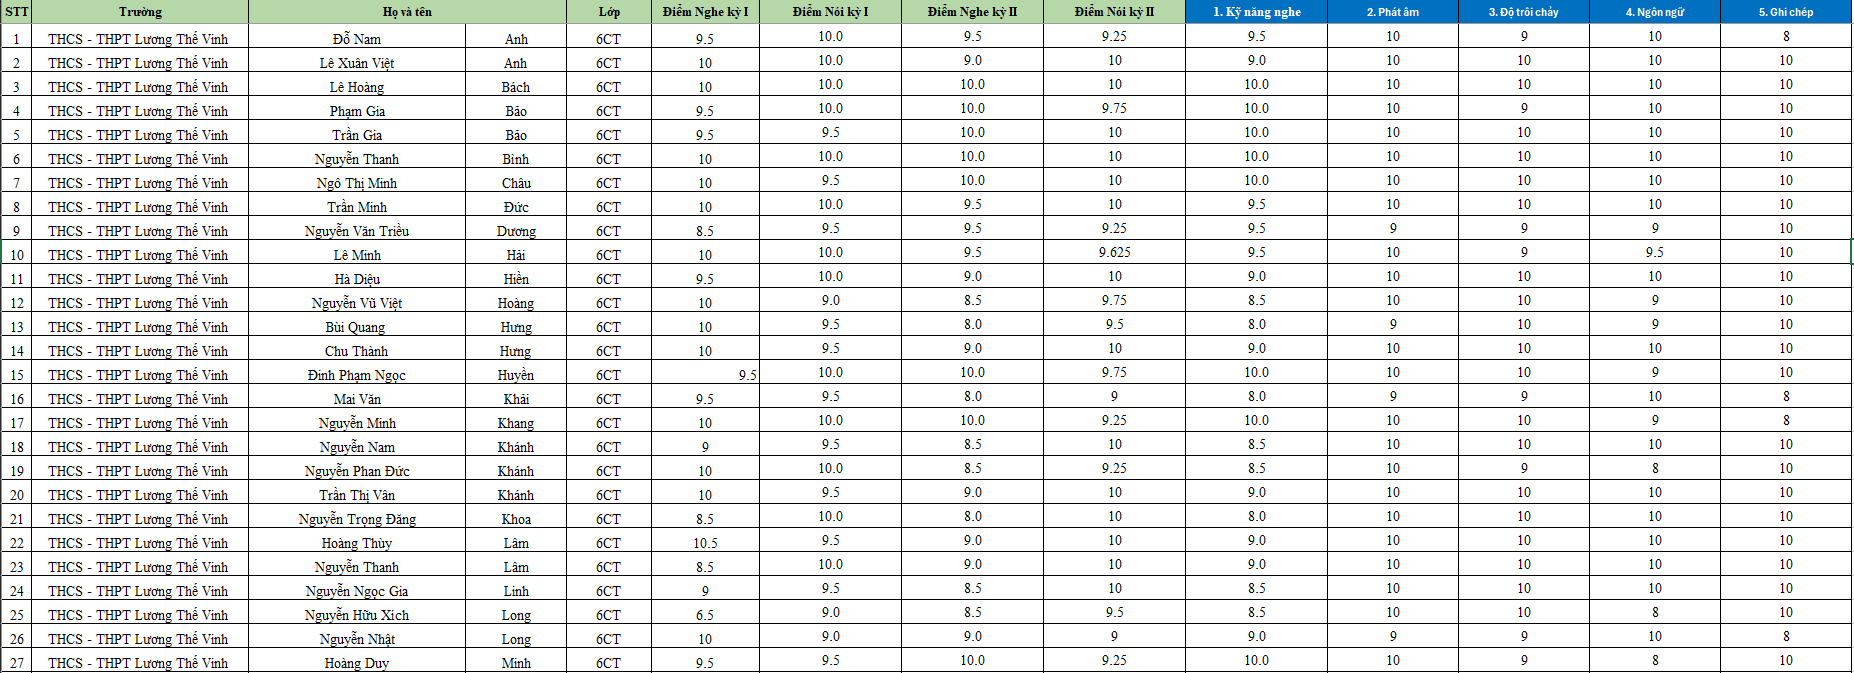 STT Trường Họ và tên Lớp Điểm Nghe kỳ I Điểm Nói kỳ I Điểm Nghe kỳ II Điểm Nói kỳ II 1. Kỹ năng nghe 2. Phát âm 3. Độ trôi chảy 4. Ngôn ngữ 5. Ghi chép
1 THCS - THPT Lương Thế Vinh Đỗ Nam Anh 6CT 9.5 10.0 9.5 9.25 9.5 10 9 10 8
2 THCS - THPT Lương Thế Vinh Lê Xuân Việt Anh 6CT 10 10.0 9.0 10 9.0 10 10 10 10
3 THCS - THPT Lương Thế Vinh Lê Hoàng Bách 6CT 10 10.0 10.0 10 10.0 10 10 10 10
4 THCS - THPT Lương Thế Vinh Phạm Gia Bảo 6CT 9.5 10.0 10.0 9.75 10.0 10 9 10 10
5 THCS - THPT Lương Thế Vinh Trần Gia Bảo 6CT 9.5 9.5 10.0 10 10.0 10 10 10 10
6 THCS - THPT Lương Thế Vinh Nguyễn Thanh Bình 6CT 10 10.0 10.0 10 10.0 10 10 10 10
7 THCS - THPT Lương Thế Vinh Ngô Thị Minh Châu 6CT 10 9.5 10.0 10 10.0 10 10 10 10
8 THCS - THPT Lương Thế Vinh Trần Minh Đức 6CT 10 10.0 9.5 10 9.5 10 10 10 10
9 THCS - THPT Lương Thế Vinh Nguyễn Văn Triều Dương 6CT 8.5 9.5 9.5 9.25 9.5 9 9 9 10
10 THCS - THPT Lương Thế Vinh Lê Minh Hải 6CT 10 10.0 9.5 9.625 9.5 10 9 9.5 10
11 THCS - THPT Lương Thế Vinh Hà Diệu Hiền 6CT 9.5 10.0 9.0 10 9.0 10 10 10 10
12 THCS - THPT Lương Thế Vinh Nguyễn Vũ Việt Hoàng 6CT 10 9.0 8.5 9.75 8.5 10 10 9 10
13 THCS - THPT Lương Thế Vinh Bùi Quang Hưng 6CT 10 9.5 8.0 9.5 8.0 9 10 9 10
14 THCS - THPT Lương Thế Vinh Chu Thành Hưng 6CT 10 9.5 9.0 10 9.0 10 10 10 10
15 THCS - THPT Lương Thế Vinh Đinh Phạm Ngọc Huyền 6CT 9.5 10.0 10.0 9.75 10.0 10 10 9 10
16 THCS - THPT Lương Thế Vinh Mai Văn Khải 6CT 9.5 9.5 8.0 9 8.0 9 9 10 8
17 THCS - THPT Lương Thế Vinh Nguyễn Minh Khang 6CT 10 10.0 10.0 9.25 10.0 10 10 9 8
18 THCS - THPT Lương Thế Vinh Nguyễn Nam Khánh 6CT 9 9.5 8.5 10 8.5 10 10 10 10
19 THCS - THPT Lương Thế Vinh Nguyễn Phan Đức Khánh 6CT 10 10.0 8.5 9.25 8.5 10 9 8 10
20 THCS - THPT Lương Thế Vinh Trần Thị Vân Khánh 6CT 10 9.5 9.0 10 9.0 10 10 10 10
21 THCS - THPT Lương Thế Vinh Nguyễn Trọng Đăng Khoa 6CT 8.5 10.0 8.0 10 8.0 10 10 10 10
22 THCS - THPT Lương Thế Vinh Hoàng Thùy Lâm 6CT 10.5 9.5 9.0 10 9.0 10 10 10 10
23 THCS - THPT Lương Thế Vinh Nguyễn Thanh Lâm 6CT 8.5 10.0 9.0 10 9.0 10 10 10 10
24 THCS - THPT Lương Thế Vinh Nguyễn Ngọc Gia Linh 6CT 9 9.5 8.5 10 8.5 10 10 10 10
25 THCS - THPT Lương Thế Vinh Nguyễn Hữu Xích Long 6CT 6.5 9.0 8.5 9.5 8.5 10 10 8 10
26 THCS - THPT Lương Thế Vinh Nguyễn Nhật Long 6CT 10 9.0 9.0 9 9.0 9 9 10 8
27 THCS - THPT Lương Thế Vinh Hoàng Duy Minh 6CT 9.5 9.5 10.0 9.25 10.0 10 9 8 10